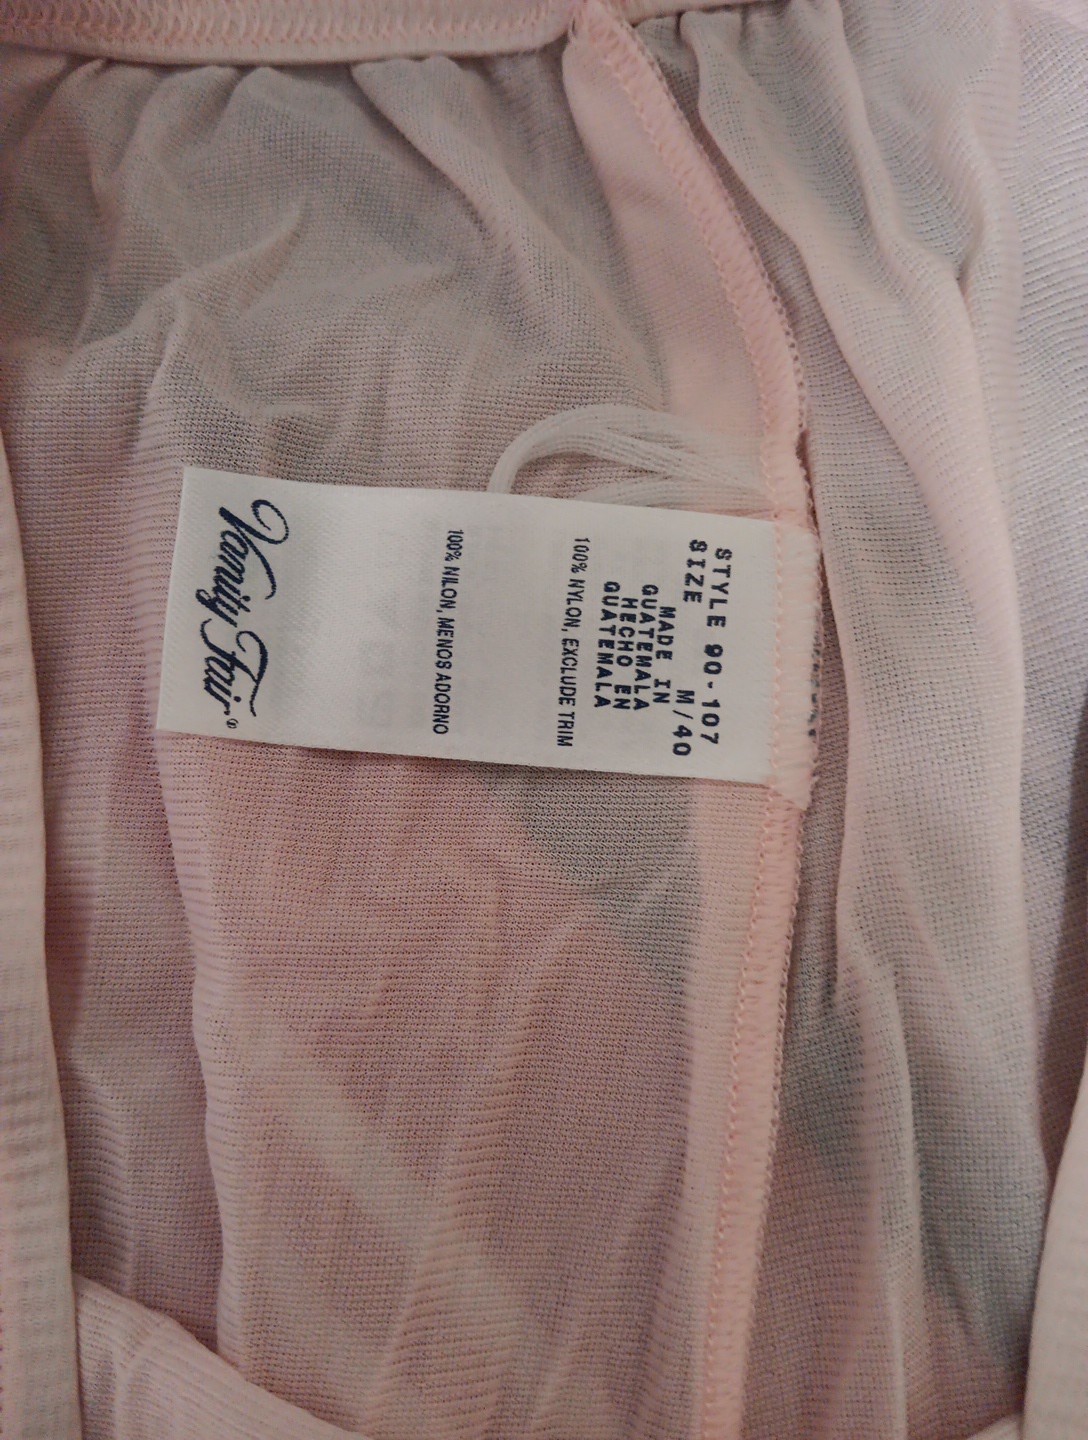 STYLE 90-107
SIZE M/40
MADE IN
GUATEMALA
HECHO EN
GUATEMALA
100% NYLON, EXCLUDE TRIM
100% NILON, MENOS ADORNO
Vanity Fair®